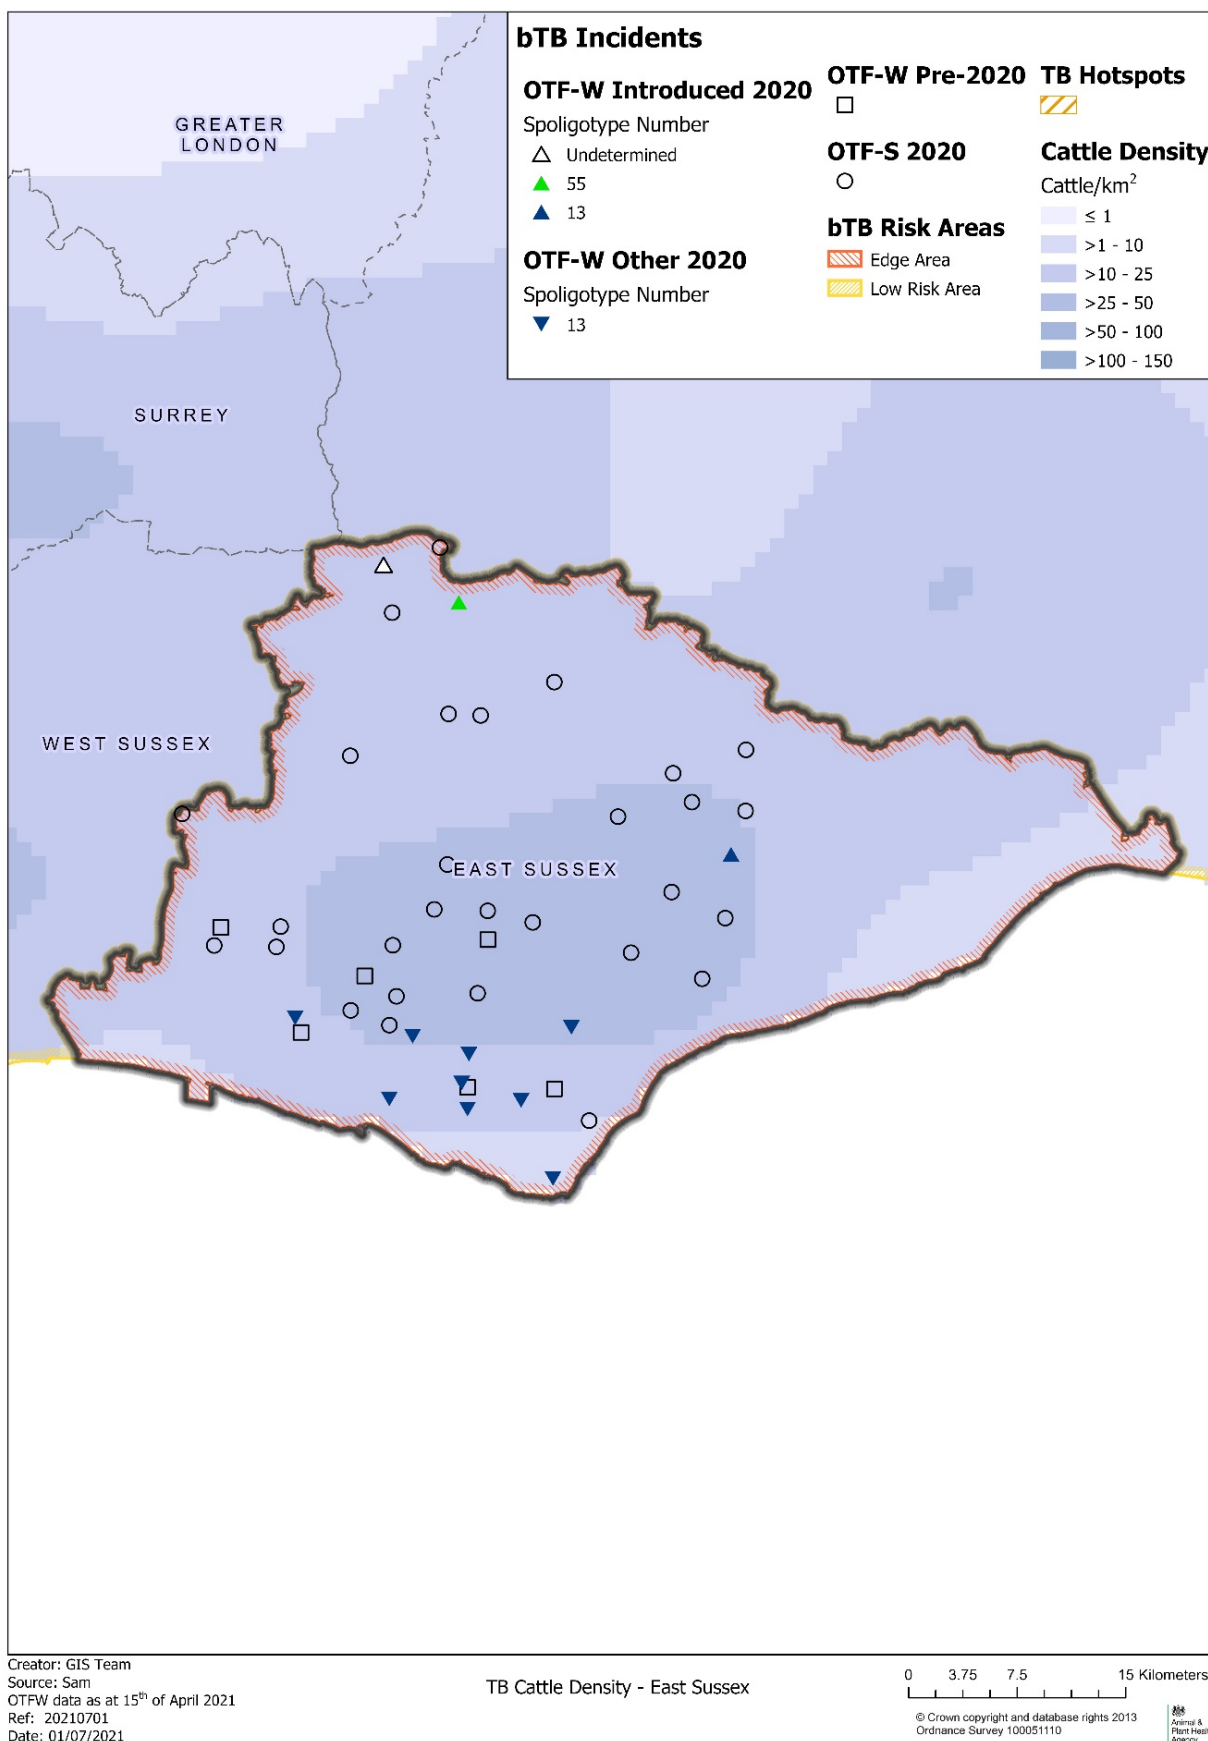 bTB Incidents
OTF-W Introduced 2020
Spoligotype Number
Undetermined
55
13
OTF-W Other 2020
Spoligotype Number
13
OTF-W Pre-2020
OTF-S 2020
bTB Risk Areas
Edge Area
Low Risk Area
TB Hotspots
Cattle Density
Cattle/km²
≤ 1
>1 - 10
>10 - 25
>25 - 50
>50 - 100
>100 - 150
GREATER
LONDON
SURREY
WEST SUSSEX
EAST SUSSEX
Creator: GIS Team
Source: Sam
OTFW data as at 15th of April 2021
Ref: 20210701
Date: 01/07/2021
TB Cattle Density - East Sussex
0 3.75 7.5 15 Kilometers
© Crown copyright and database rights 2013
Ordnance Survey 100051110
Animal &
Plant Health
Agency